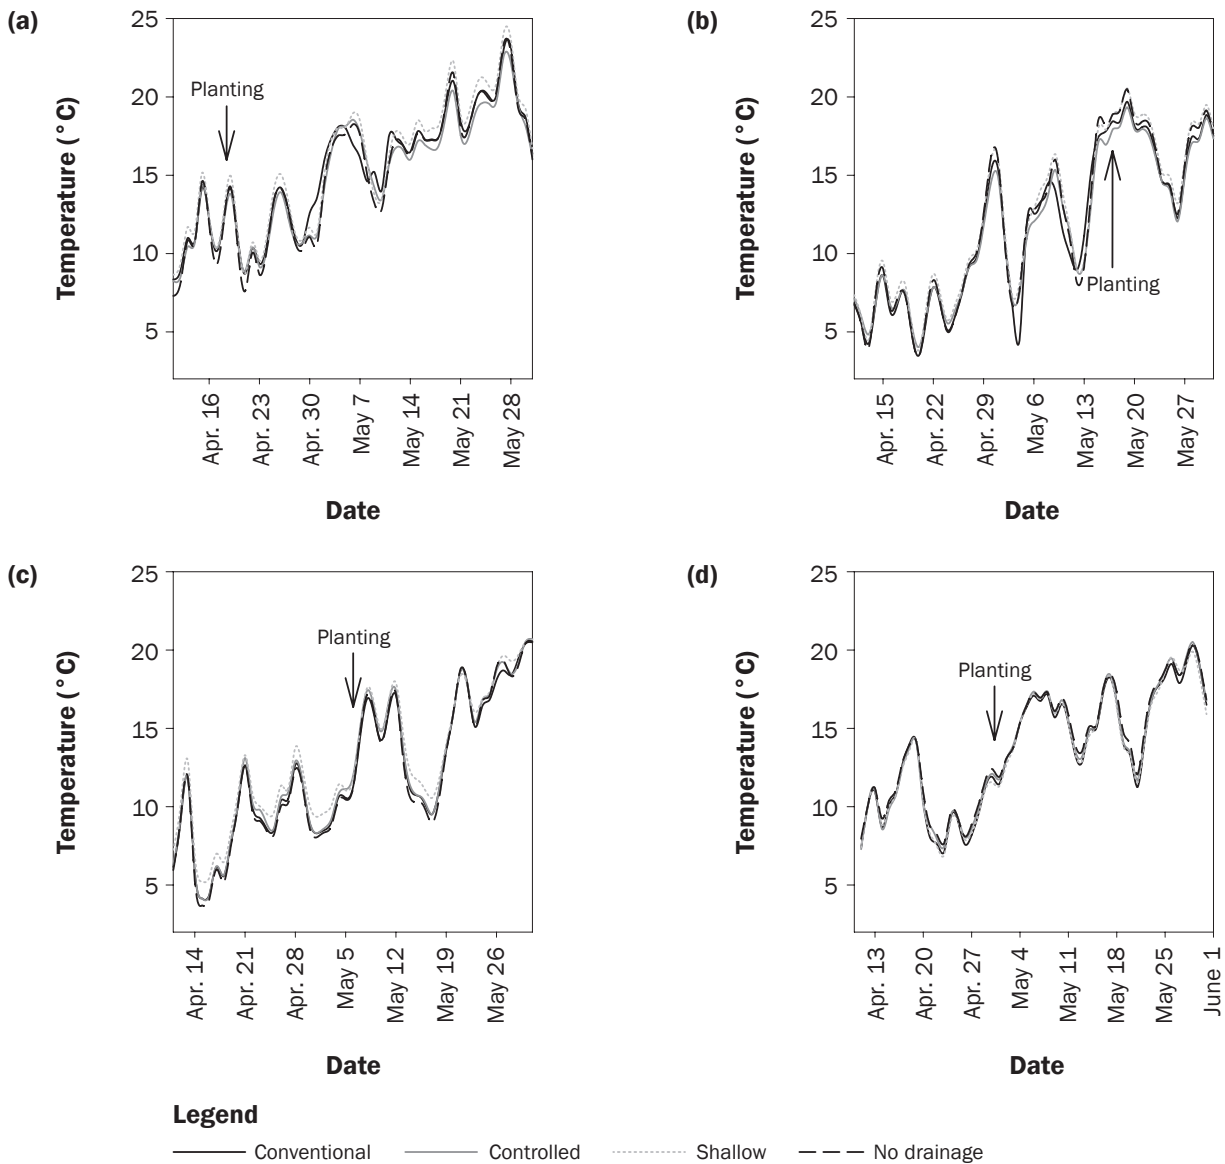 (a)
25
20
15
10
5
Temperature (°C)
Planting
Apr. 16
Apr. 23
Apr. 30
May 7
May 14
May 21
May 28
Date
(b)
25
20
15
10
5
Temperature (°C)
Planting
Apr. 15
Apr. 22
Apr. 29
May 6
May 13
May 20
May 27
Date
(c)
25
20
15
10
5
Temperature (°C)
Planting
Apr. 14
Apr. 21
Apr. 28
May 5
May 12
May 19
May 26
Date
(d)
25
20
15
10
5
Temperature (°C)
Planting
Apr. 13
Apr. 20
Apr. 27
May 4
May 11
May 18
May 25
June 1
Date
Legend
Conventional Controlled Shallow No drainage